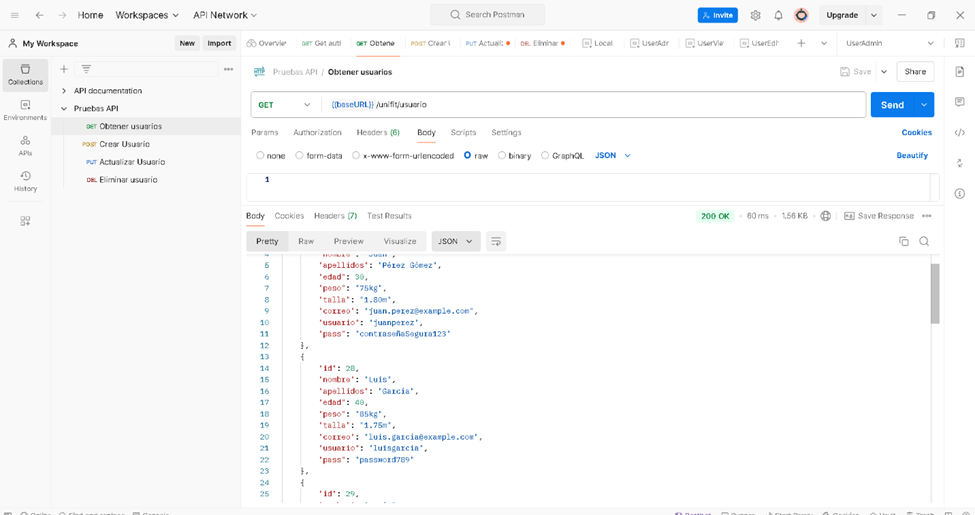 Home Workspaces API Network Search Postman Invite Upgrade
My Workspace New Import Overvie GET Get auti GET Obtene POST Crear U PUT Actualiz DEL Eliminar Local UserAdr UserVie UserEdi UserAdmin
Collections
Environments
APIs
History
API documentation
Pruebas API
GET Obtener usuarios
POST Crear Usuario
PUT Actualizar Usuario
DEL Eliminar usuario
Pruebas API / Obtener usuarios Save Share
GET {{baseURL}} /unifit/usuario Send
Params Authorization Headers (6) Body Scripts Settings Cookies
none form-data x-www-form-urlencoded raw binary GraphQL JSON Beautify
1
Body Cookies Headers (7) Test Results 200 OK • 60 ms • 1.56 KB • Save Response
Pretty Raw Preview Visualize JSON
4 "nombre": "Juan",
5 "apellidos": "Pérez Gómez",
6 "edad": 30,
7 "peso": "75kg",
8 "talla": "1.80m",
9 "correo": "juan.perez@example.com",
10 "usuario": "juanperez",
11 "pass": "contraseñaSegura123"
12 },
13 {
14 "id": 28,
15 "nombre": "Luis",
16 "apellidos": "García",
17 "edad": 40,
18 "peso": "85kg",
19 "talla": "1.75m",
20 "correo": "luis.garcia@example.com",
21 "usuario": "luisgarcia",
22 "pass": "password789"
23 },
24 {
25 "id": 29,